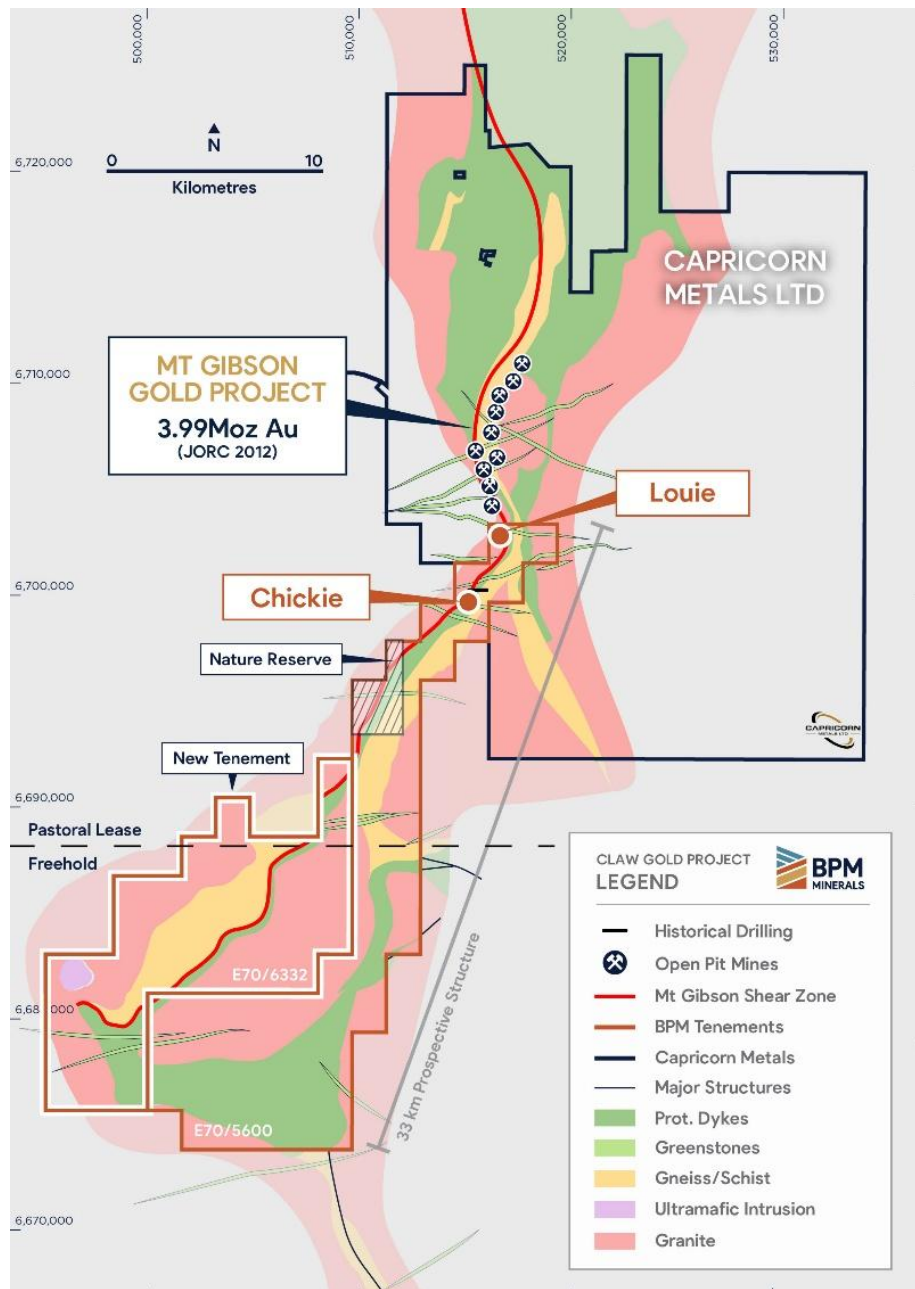 500,000
510,000
520,000
530,000
6,720,000
N
0 10
Kilometres
CAPRICORN
METALS LTD
6,710,000
MT GIBSON
GOLD PROJECT
3.99Moz Au
(JORC 2012)
Louie
6,700,000
Chickie
Nature Reserve
CAPRICORN
METALS LTD
New Tenement
6,690,000
Pastoral Lease
Freehold
33 km Prospective Structure
E70/6332
E70/5600
6,670,000
CLAW GOLD PROJECT
LEGEND
BPM
MINERALS
Historical Drilling
Open Pit Mines
Mt Gibson Shear Zone
BPM Tenements
Capricorn Metals
Major Structures
Prot. Dykes
Greenstones
Gneiss/Schist
Ultramafic Intrusion
Granite